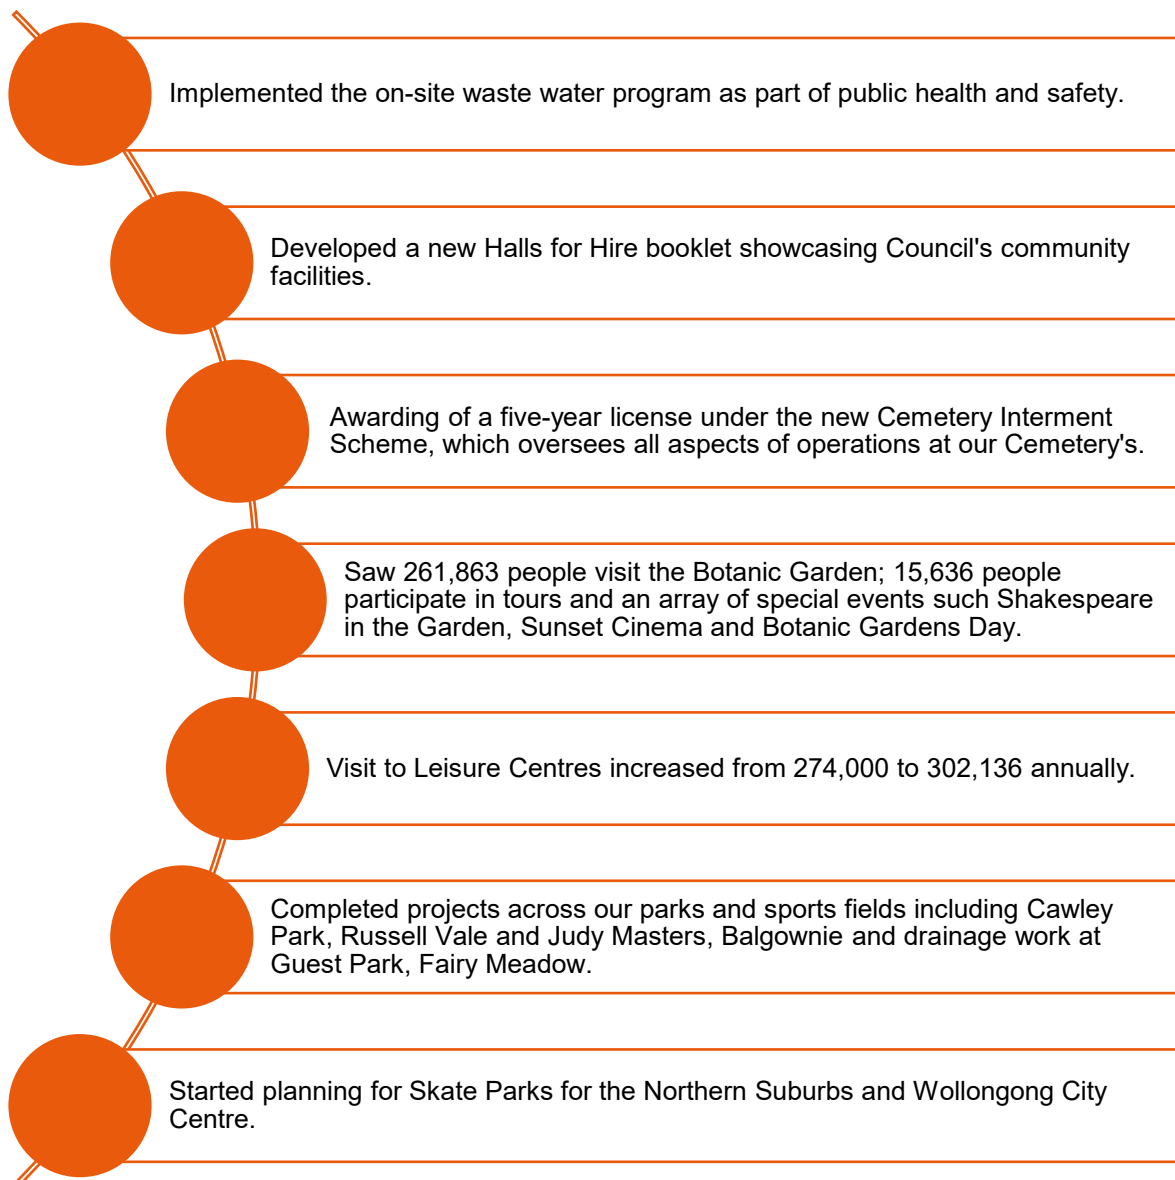 Implemented the on-site waste water program as part of public health and safety.
Developed a new Halls for Hire booklet showcasing Council's community
facilities.
Awarding of a five-year license under the new Cemetery Interment
Scheme, which oversees all aspects of operations at our Cemetery's.
Saw 261,863 people visit the Botanic Garden; 15,636 people
participate in tours and an array of special events such Shakespeare
in the Garden, Sunset Cinema and Botanic Gardens Day.
Visit to Leisure Centres increased from 274,000 to 302,136 annually.
Completed projects across our parks and sports fields including Cawley
Park, Russell Vale and Judy Masters, Balgownie and drainage work at
Guest Park, Fairy Meadow.
Started planning for Skate Parks for the Northern Suburbs and Wollongong City
Centre.